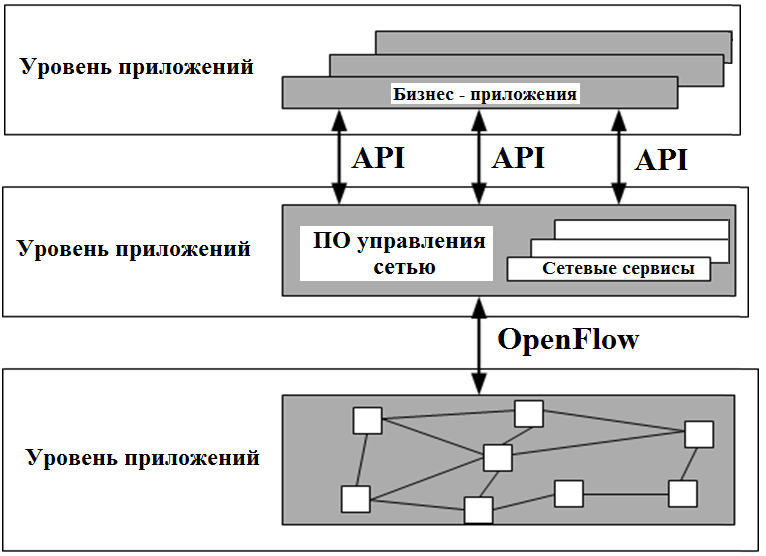 Уровень приложений
Бизнес - приложения
API API API
Уровень приложений
ПО управления
сетью
Сетевые сервисы
OpenFlow
Уровень приложений